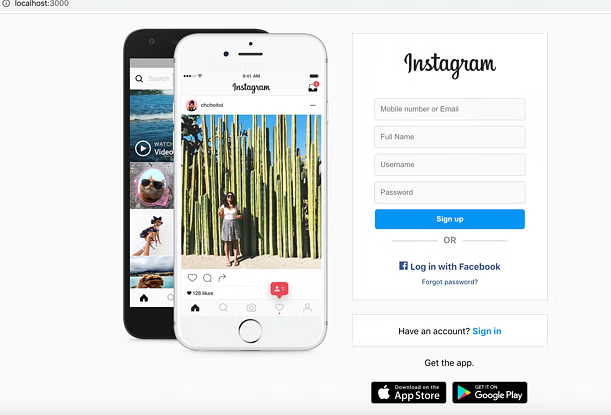 localhost:3000
Search
WATCH
Video
9:41 AM
Instagram
3
chchoitoi
128 likes
1
Instagram
Mobile number or Email
Full Name
Username
Password
Sign up
OR
Log in with Facebook
Forgot password?
Have an account? Sign in
Get the app.
Download on the
App Store
GET IT ON
Google Play